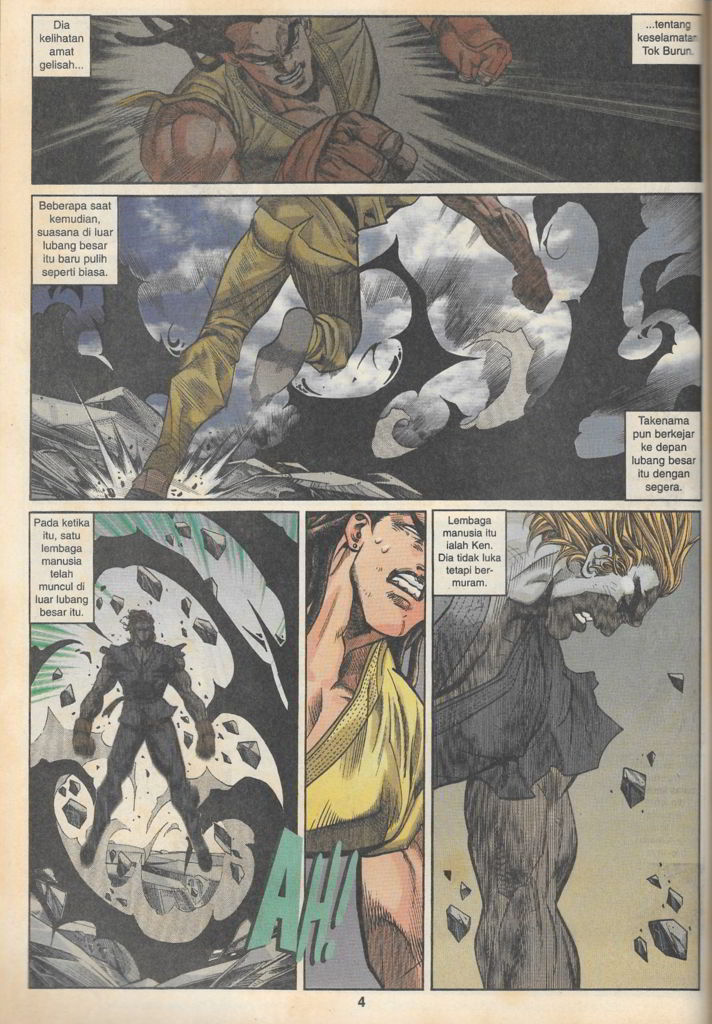 Dia
kelihatan
amat
gelisah...
...tentang
keselamatan
Tok Burun.
Beberapa saat
kemudian,
suasana di luar
lubang besar
itu baru pulih
seperti biasa.
Takenama
pun berkejar
ke depan
lubang besar
itu dengan
segera.
Pada ketika
itu, satu
lembaga
manusia
telah
muncul di
luar lubang
besar itu.
Lembaga
manusia itu
ialah Ken.
Dia tidak luka
tetapi ber-
muram.
AH!
4